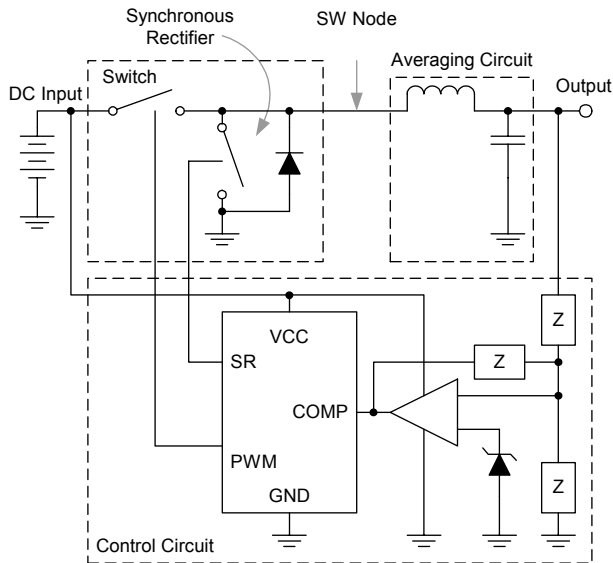 Synchronous
Rectifier
SW Node
Averaging Circuit
Switch
DC Input
Output
VCC
SR
COMP
PWM
GND
Z
Z
Z
Control Circuit